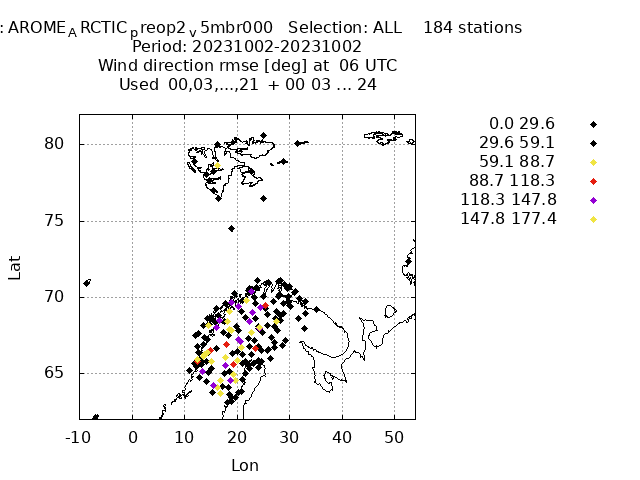 : AROME_ARCTIC_preop2_v5mbr000 Selection: ALL 184 stations
Period: 20231002-20231002
Wind direction rmse [deg] at 06 UTC
Used 00,03,...,21 + 00 03 ... 24
0.0 29.6
29.6 59.1
59.1 88.7
88.7 118.3
118.3 147.8
147.8 177.4
80
75
70
65
Lat
-10 0 10 20 30 40 50
Lon